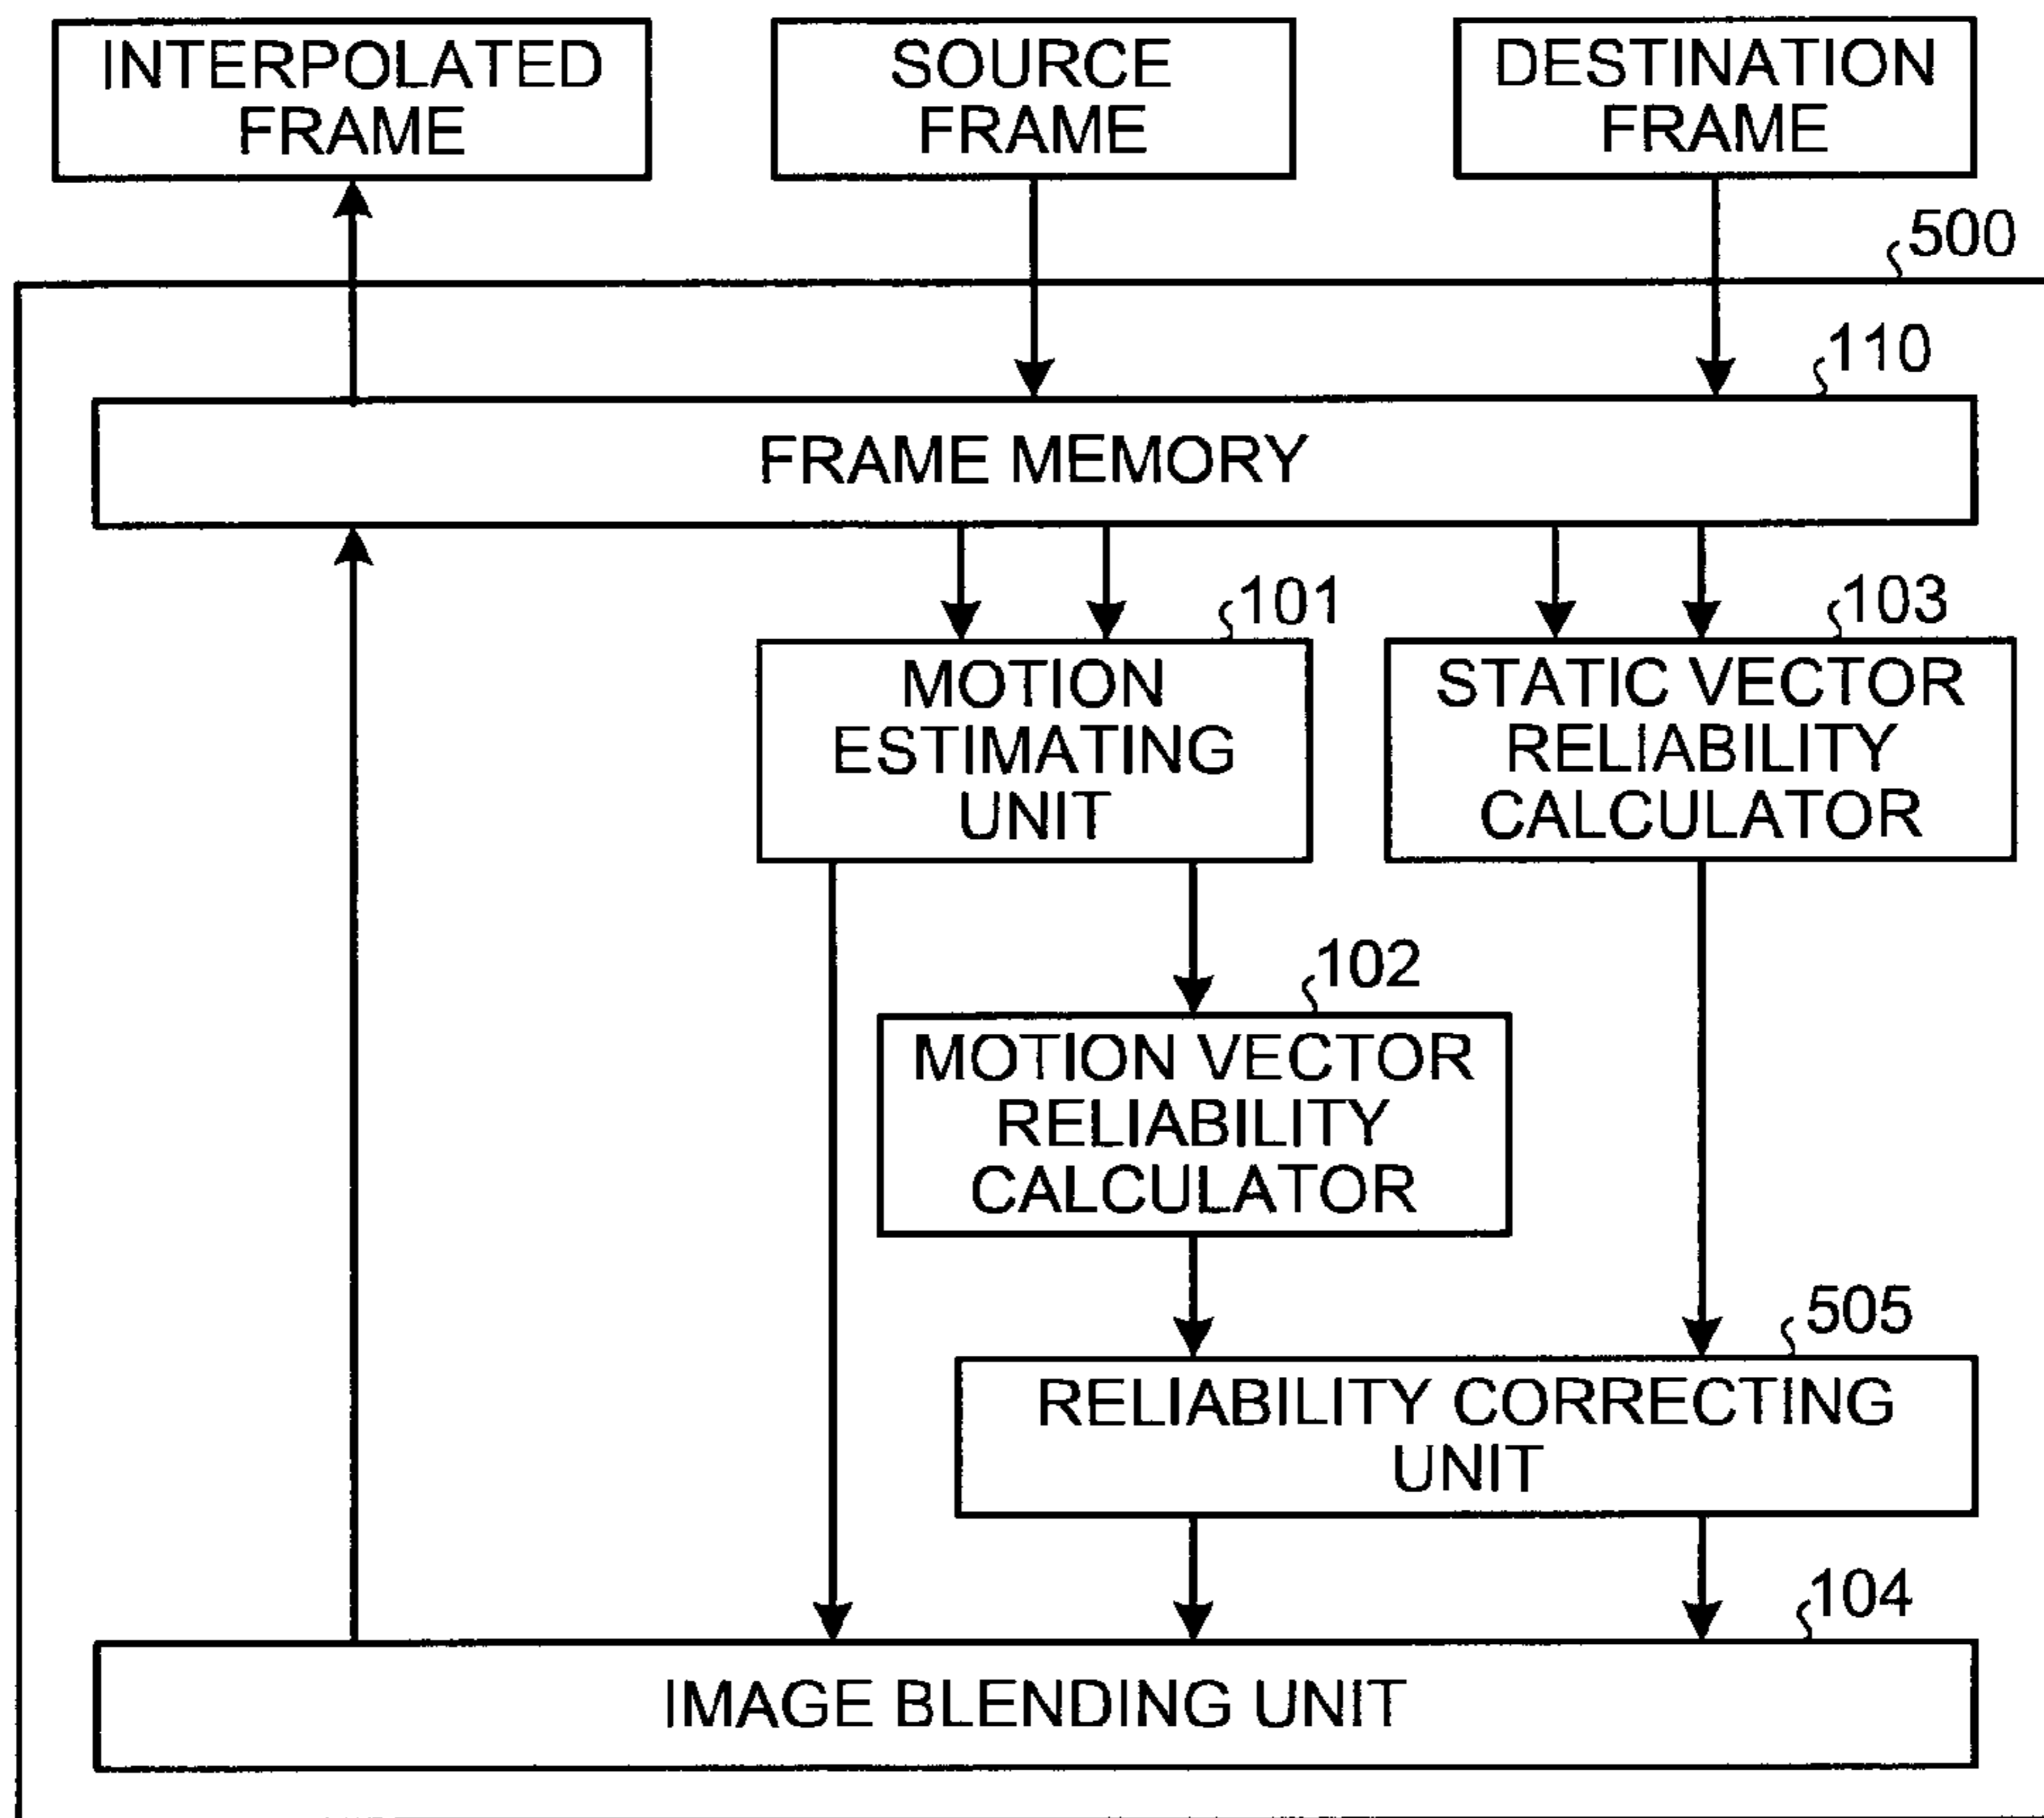 INTERPOLATED
FRAME
SOURCE
FRAME
DESTINATION
FRAME
500
110
FRAME MEMORY
101
103
MOTION
ESTIMATING
UNIT
STATIC VECTOR
RELIABILITY
CALCULATOR
102
MOTION VECTOR
RELIABILITY
CALCULATOR
505
RELIABILITY CORRECTING
UNIT
104
IMAGE BLENDING UNIT